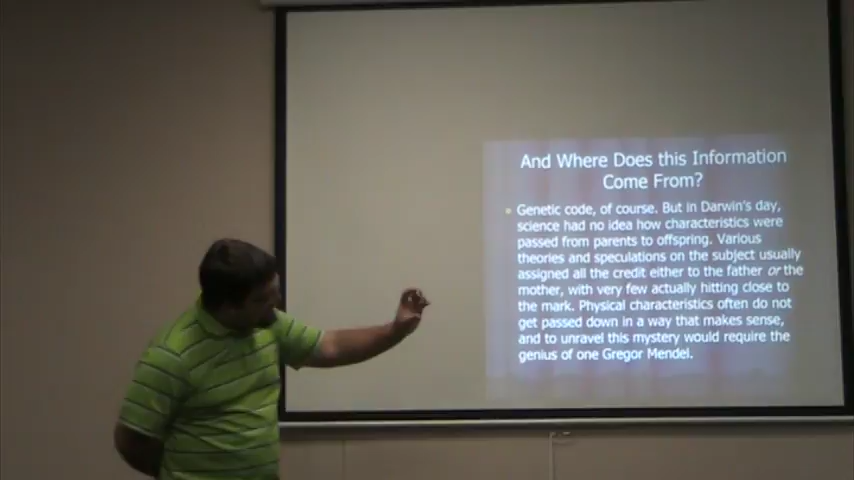 And Where Does this Information
Come From?
Genetic code, of course. But in Darwin's day,
science had no idea how characteristics were
passed from parents to offspring. Various
theories and speculations on the subject usually
assigned all the credit either to the father or the
mother, with very few actually hitting close to
the mark. Physical characteristics often do not
get passed down in a way that makes sense,
and to unravel this mystery would require the
genius of one Gregor Mendel.